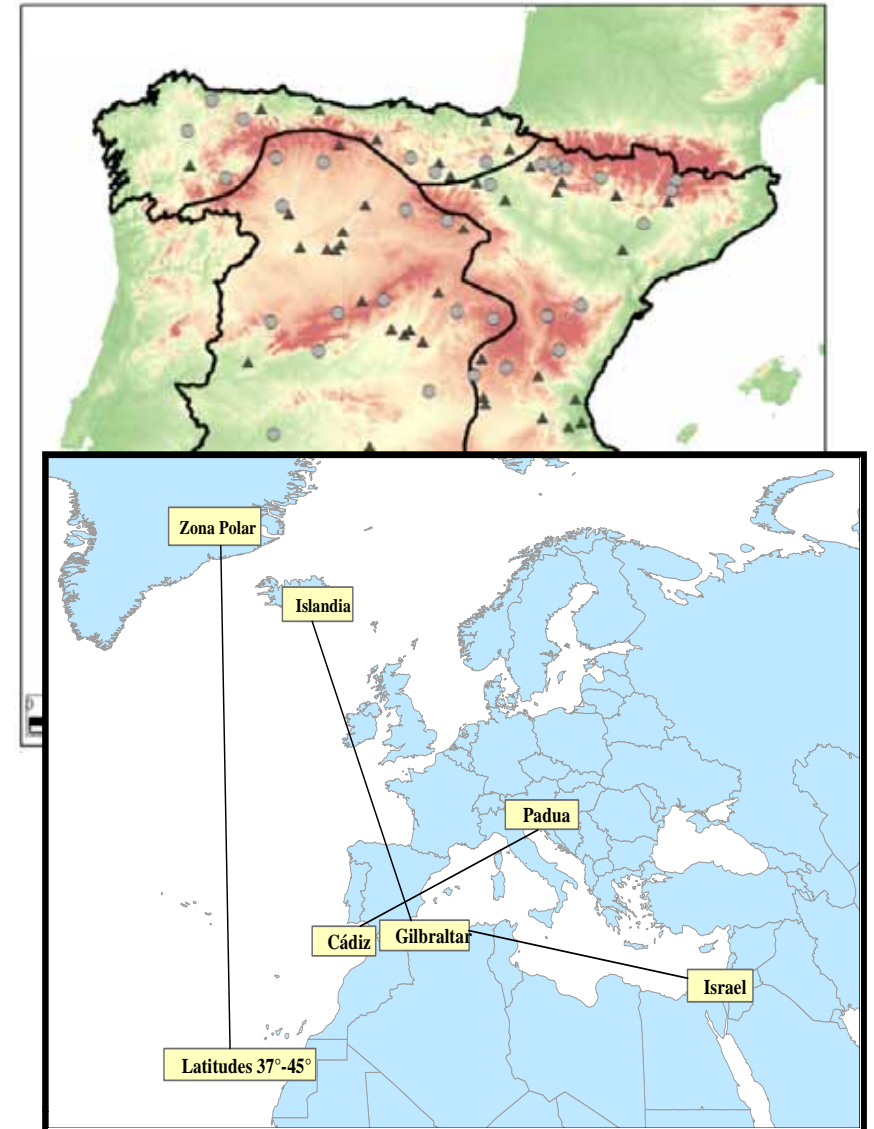 Zona Polar
Islandia
Padua
Cádiz
Gilbraltar
Israel
Latitudes 37°-45°